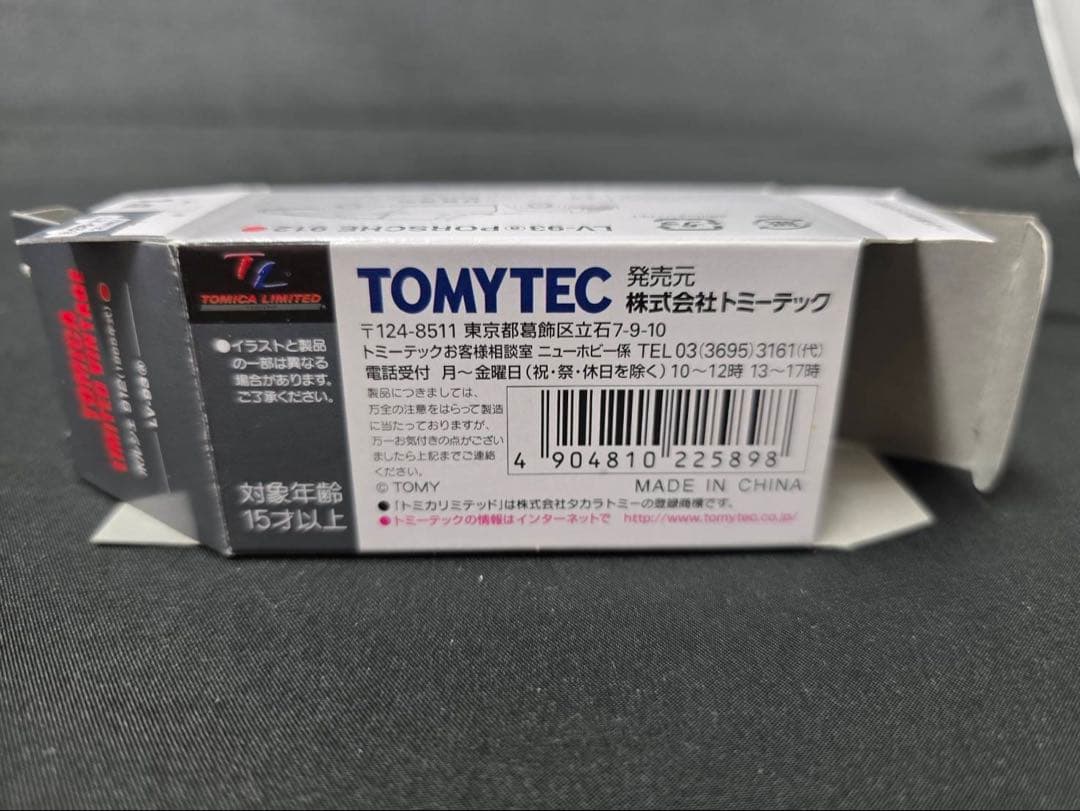 LV-93ⓐPORSCHE 912
TOMICA
LIMITED VINTAGE
LV-93ⓐ
TL
TOMICA LIMITED
●イラストと製品
の一部は異なる
場合があります。
ご了承ください。
対象年齢
15才以上
TOMYTEC 発売元
株式会社トミーテック
〒124-8511 東京都葛飾区立石7-9-10
トミーテックお客様相談室 ニューホビー係 TEL 03(3695)3161(代)
電話受付 月〜金曜日(祝・祭・休日を除く)10〜12時 13〜17時
製品につきましては、
万全の注意をはらって製造
に当たっておりますが、
万一お気付きの点がござい
ましたら上記までご連絡
ください。
4 904810 225898
© TOMY
MADE IN CHINA
●「トミカリミテッド」は株式会社タカラトミーの登録商標です。
●トミーテックの情報はインターネットで http://www.tomytec.co.jp/